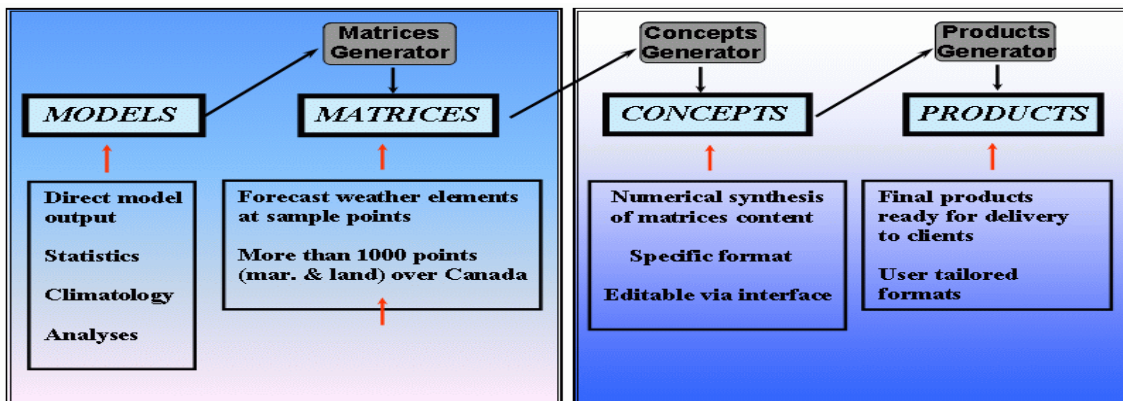 Matrices
Generator
MODELS
MATRICES
Direct model
output
Statistics
Climatology
Analyses
Forecast weather elements
at sample points
More than 1000 points
(mar. & land) over Canada
Concepts
Generator
Products
Generator
CONCEPTS
PRODUCTS
Numerical synthesis
of matrices content
Specific format
Editable via interface
Final products
ready for delivery
to clients
User tailored
formats